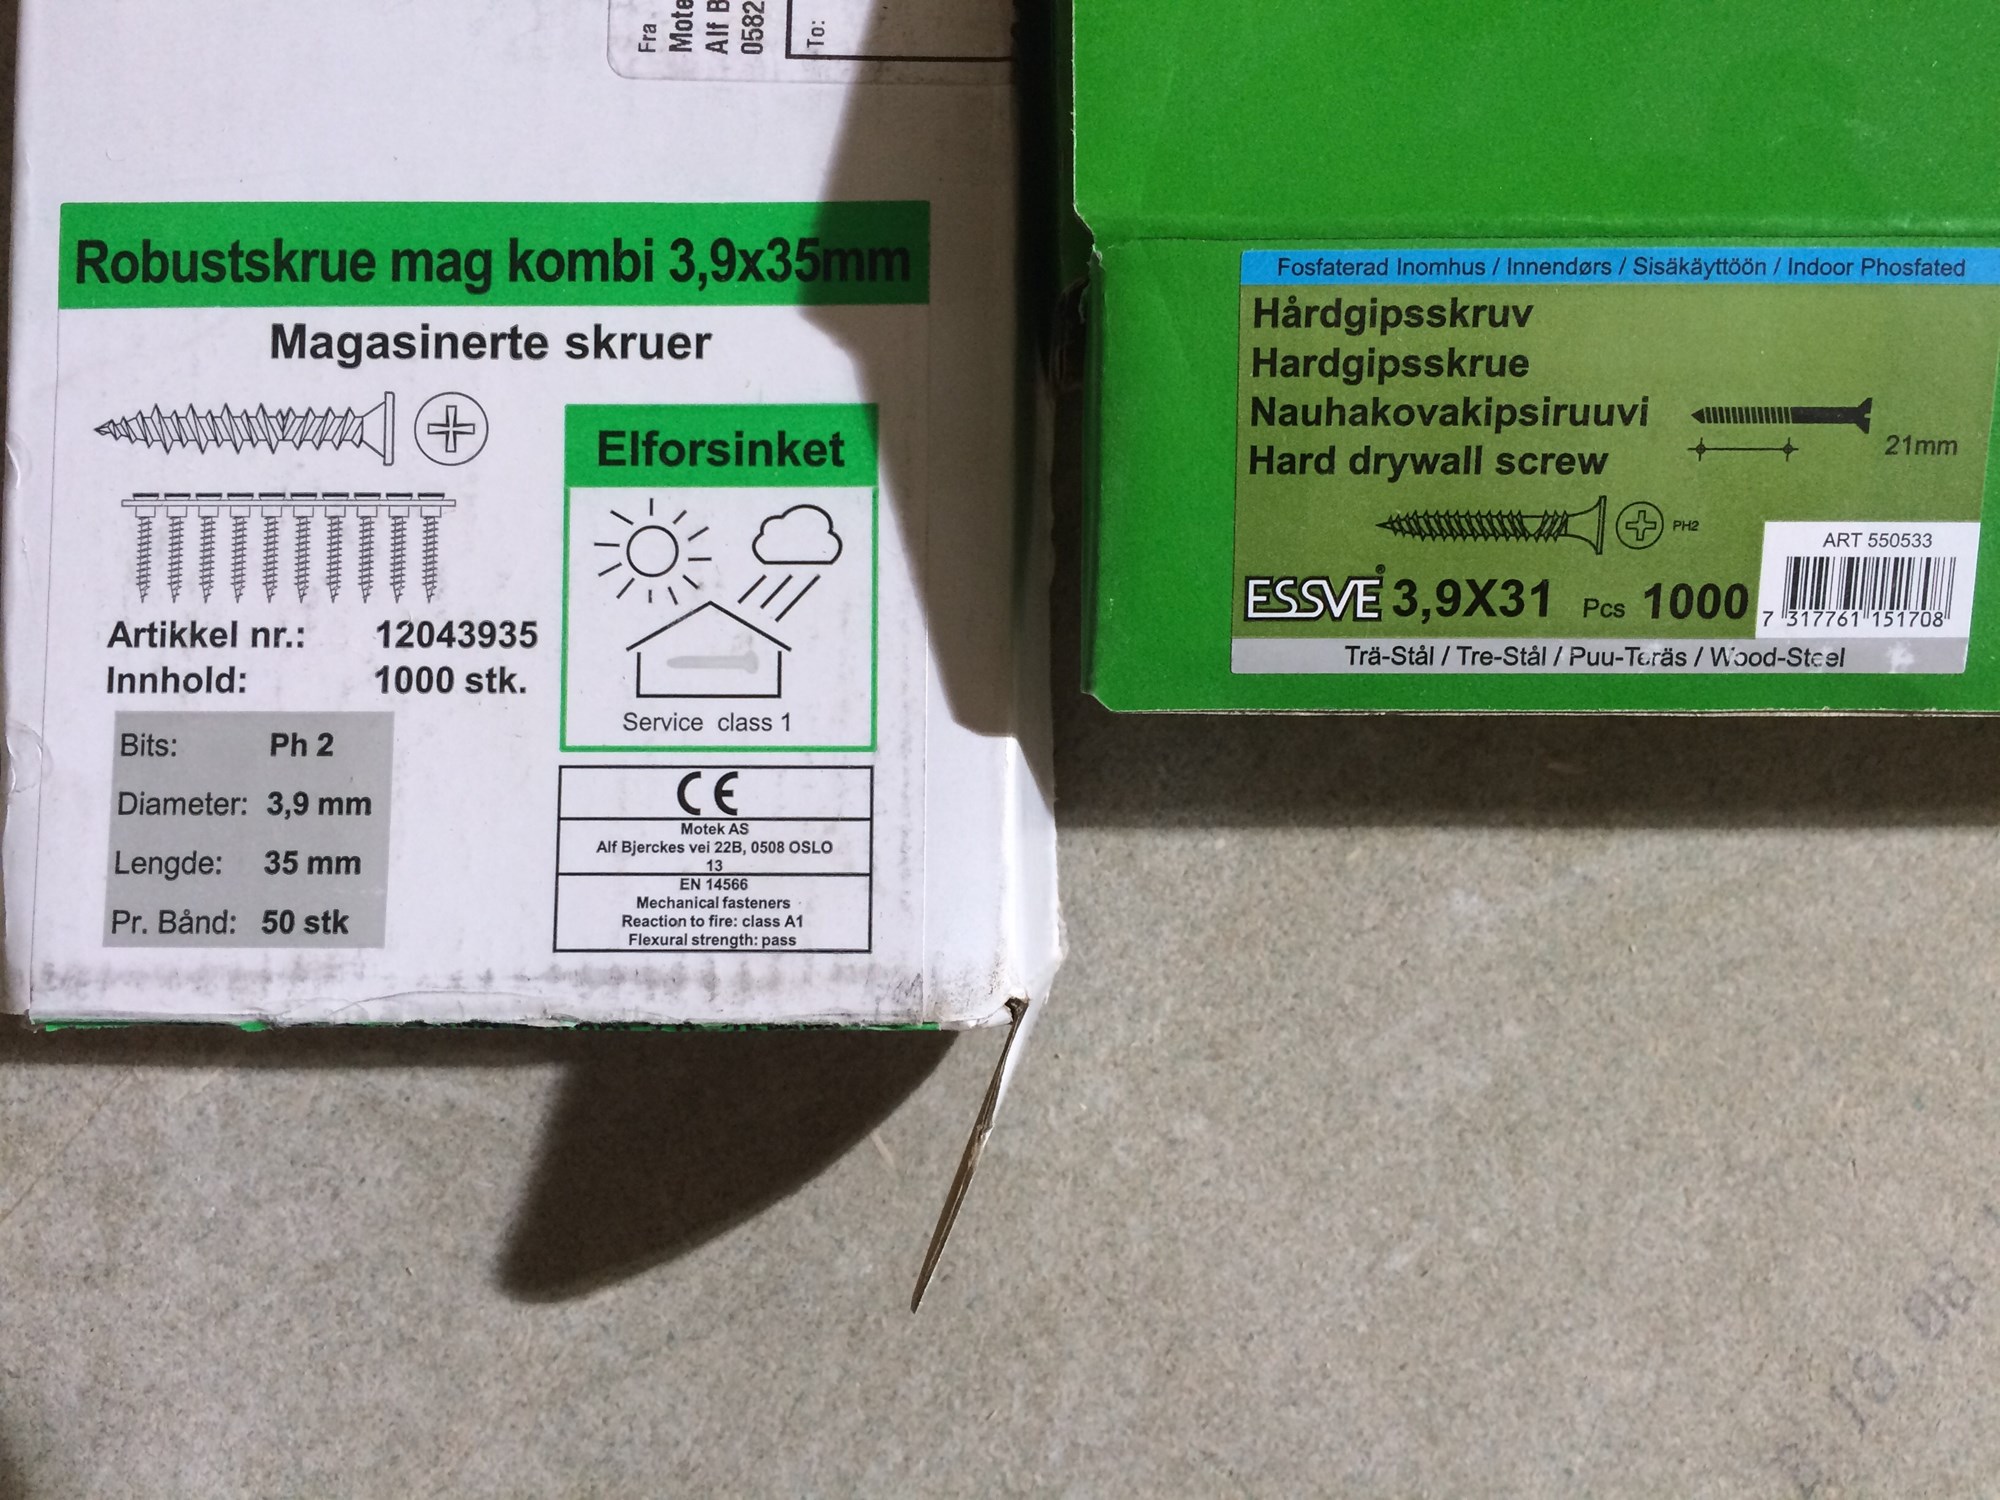 Fra
Mote
Alf B
0582
To:
Robustskrue mag kombi 3,9x35mm
Magasinerte skruer
Elforsinket
Artikkel nr.: 12043935
Innhold: 1000 stk.
Service class 1
Bits: Ph 2
Diameter: 3,9 mm
Lengde: 35 mm
Pr. Bånd: 50 stk
CE
Motek AS
Alf Bjerckes vei 22B, 0508 OSLO
13
EN 14566
Mechanical fasteners
Reaction to fire: class A1
Flexural strength: pass
Fosfaterad Inomhus / Innendørs / Sisäkäyttöön / Indoor Phosfated
Hårdgipsskruv
Hardgipsskrue
Nauhakovakipsiruuvi
Hard drywall screw
21mm
PH2
ART 550533
ESSVE® 3,9X31 Pcs 1000
7 317761 151708
Trä-Stål / Tre-Stål / Puu-Teräs / Wood-Steel